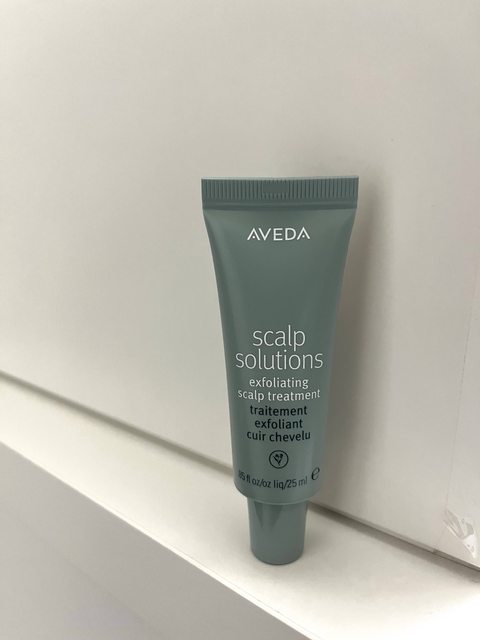 AVEDA
scalp
solutions
exfoliating
scalp treatment
traitement
exfoliant
cuir chevelu
.85 fl oz/oz liq/25 ml ℮